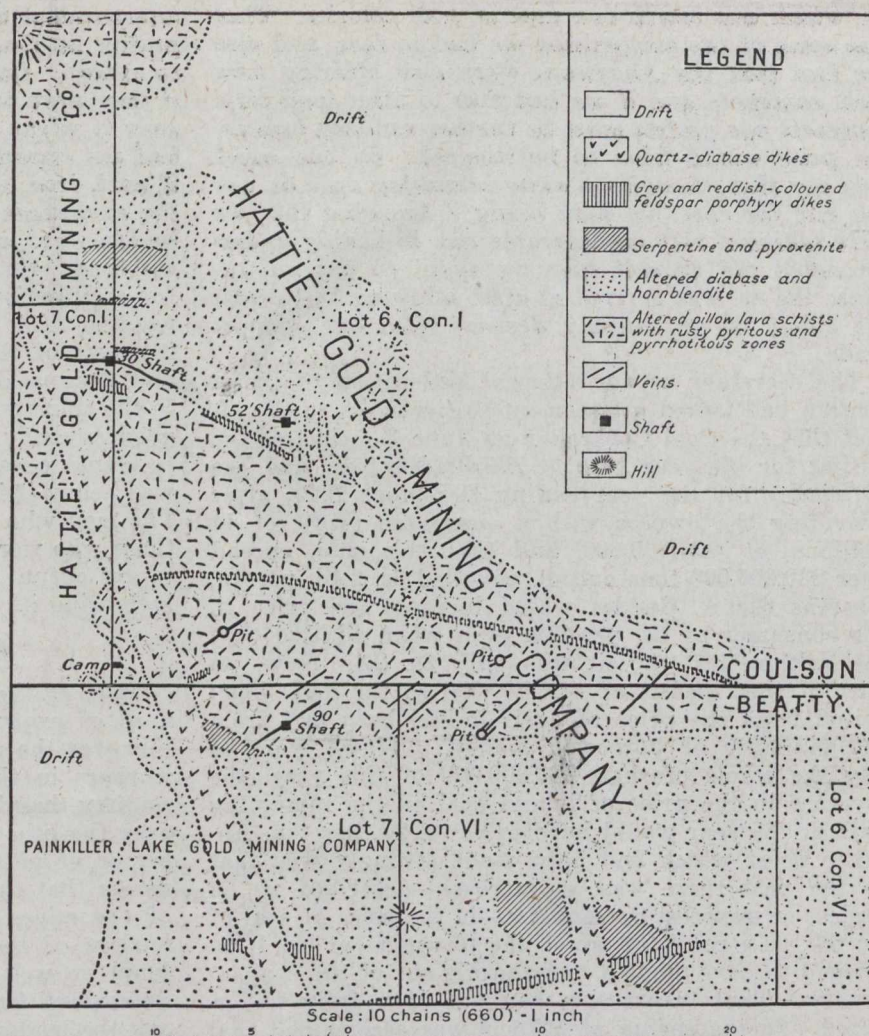 LEGEND
Drift
Quartz-diabase dikes
Grey and reddish-coloured
feldspar porphyry dikes
Serpentine and pyroxenite
Altered diabase and
hornblendite
Altered pillow lava schists
with rusty pyritous and
pyrrhotitous zones
Veins
Shaft
Hill
Drift
HATTIE GOLD MINING Co.
HATTIE GOLD MINING COMPANY
Lot 7, Con.I
Lot 6, Con.I
30' Shaft
52' Shaft
Drift
Pit
Pit
Camp
COULSON
BEATTY
90'
Shaft
Pit
Drift
Lot 7, Con.VI
PAINKILLER LAKE GOLD MINING COMPANY
Lot 6, Con.VI
Scale: 10 chains (660') - 1 inch
10 5 0 10 20